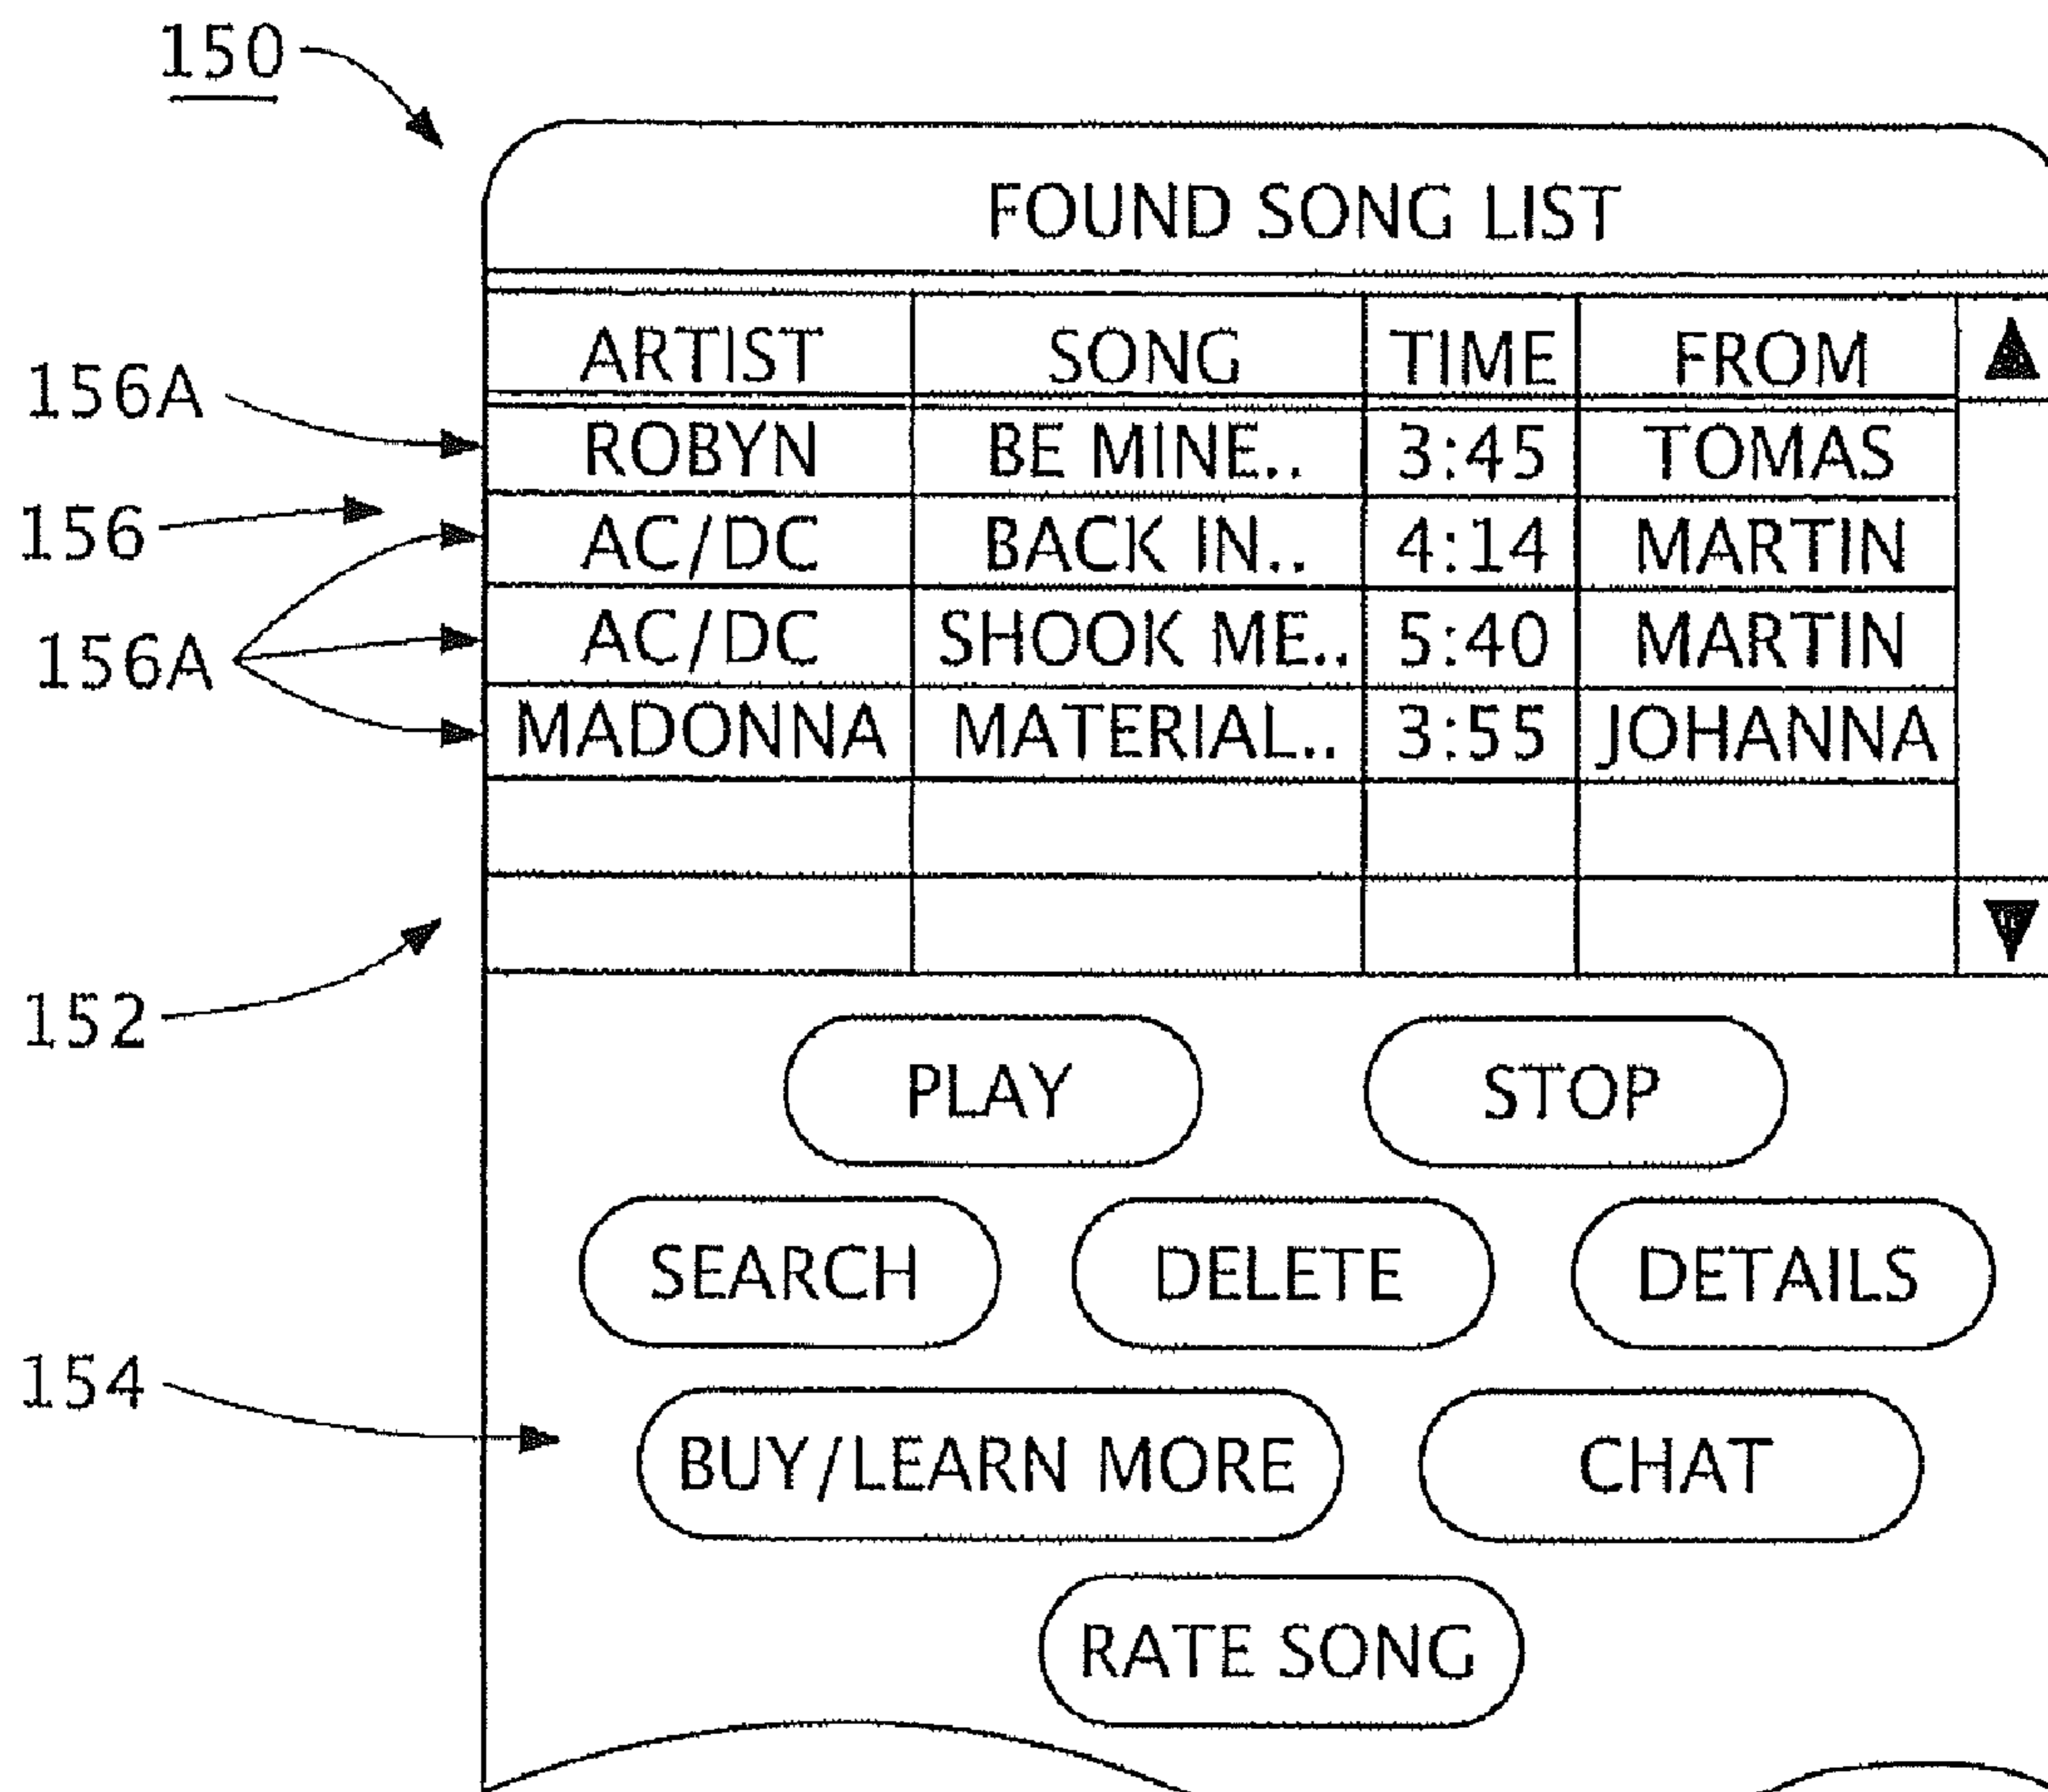 150
FOUND SONG LIST
ARTIST SONG TIME FROM
156A ROBYN BE MINE.. 3:45 TOMAS
156 AC/DC BACK IN.. 4:14 MARTIN
156A AC/DC SHOOK ME.. 5:40 MARTIN
MADONNA MATERIAL.. 3:55 JOHANNA
152
PLAY STOP
SEARCH DELETE DETAILS
154 BUY/LEARN MORE CHAT
RATE SONG